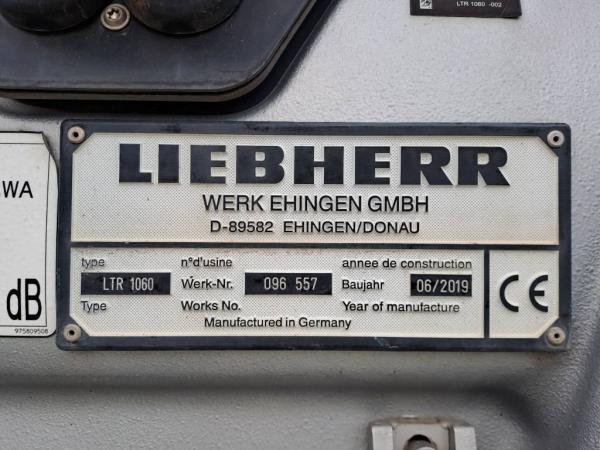 LTR 1060 -002
LIEBHERR
WERK EHINGEN GMBH
D-89582 EHINGEN/DONAU
WA
dB
975809508
type n°d'usine annee de construction
LTR 1060 Werk-Nr. 096 557 Baujahr 06/2019
Type Works No. Year of manufacture
Manufactured in Germany
CE